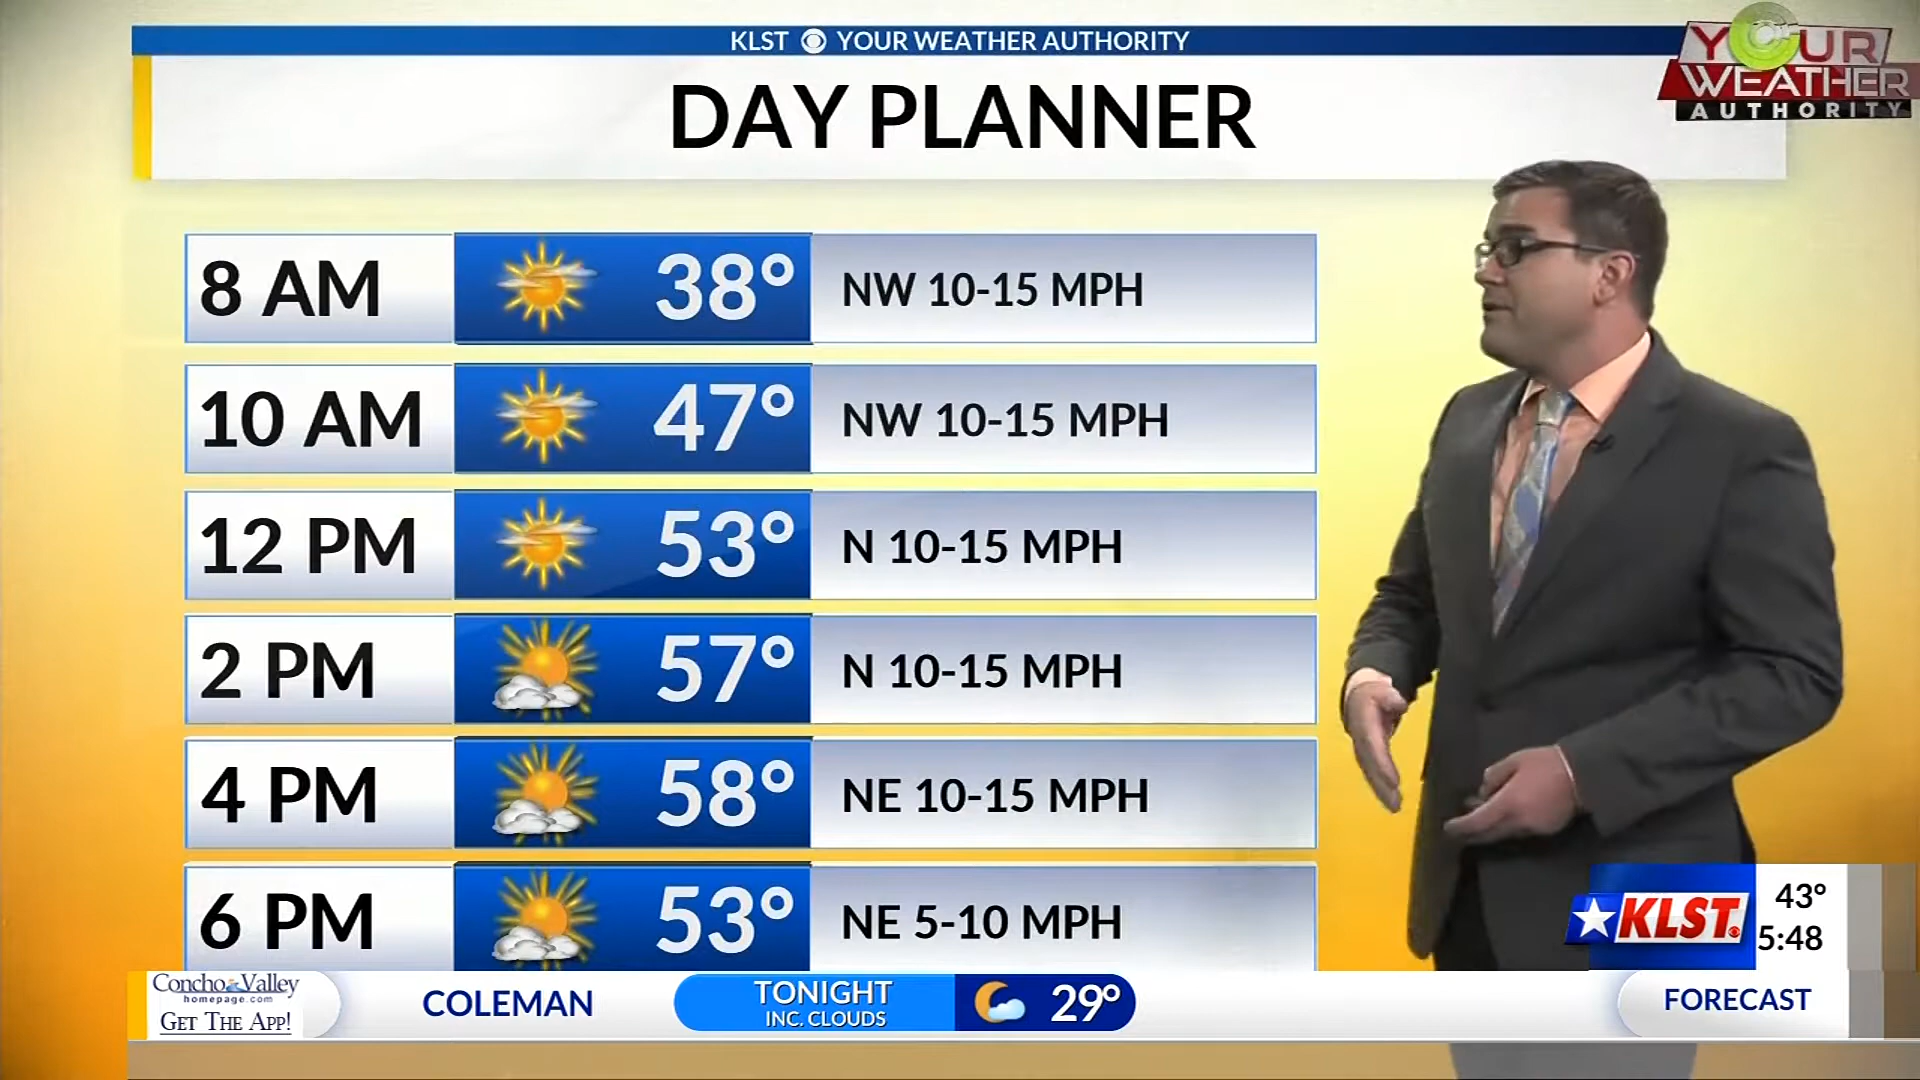 KLST YOUR WEATHER AUTHORITY
YOUR
WEATHER
AUTHORITY
DAY PLANNER
8 AM 38° NW 10-15 MPH
10 AM 47° NW 10-15 MPH
12 PM 53° N 10-15 MPH
2 PM 57° N 10-15 MPH
4 PM 58° NE 10-15 MPH
6 PM 53° NE 5-10 MPH
KLST
43°
5:48
Concho Valley
homepage.com
GET THE APP!
COLEMAN
TONIGHT
INC. CLOUDS
29°
FORECAST